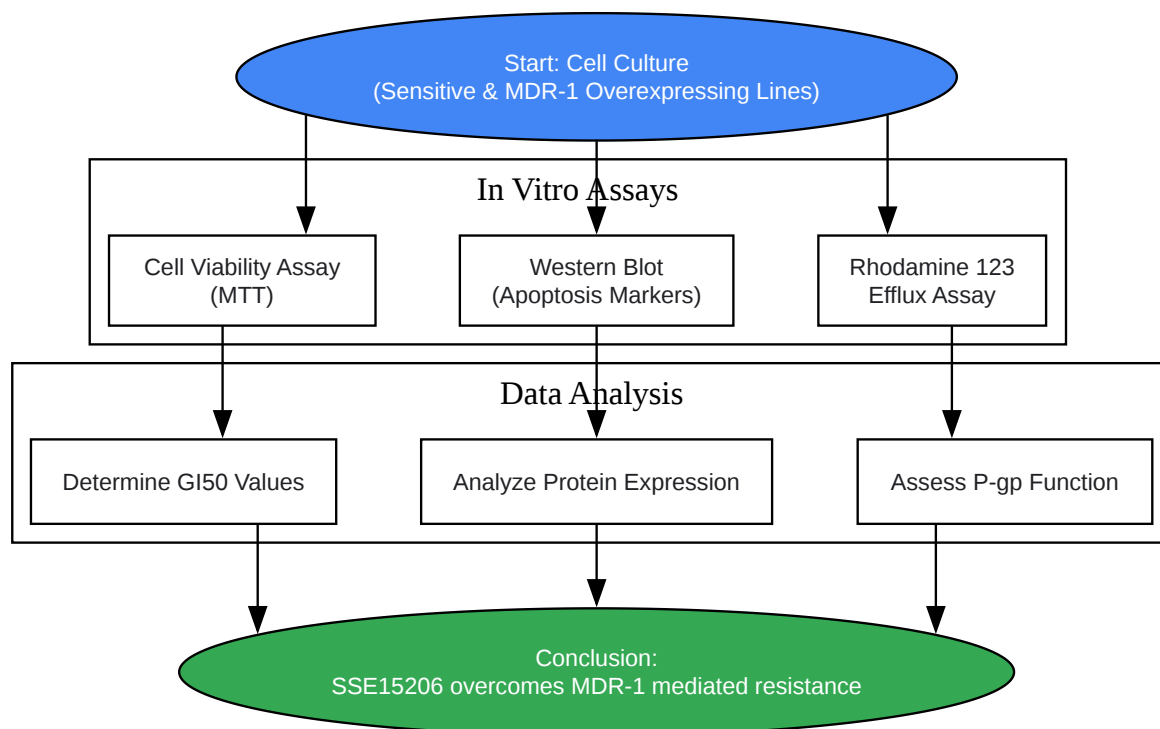 Start: Cell Culture
(Sensitive & MDR-1 Overexpressing Lines)
In Vitro Assays
Cell Viability Assay
(MTT)
Western Blot
(Apoptosis Markers)
Rhodamine 123
Efflux Assay
Data Analysis
Determine GI50 Values
Analyze Protein Expression
Assess P-gp Function
Conclusion:
SSE15206 overcomes MDR-1 mediated resistance